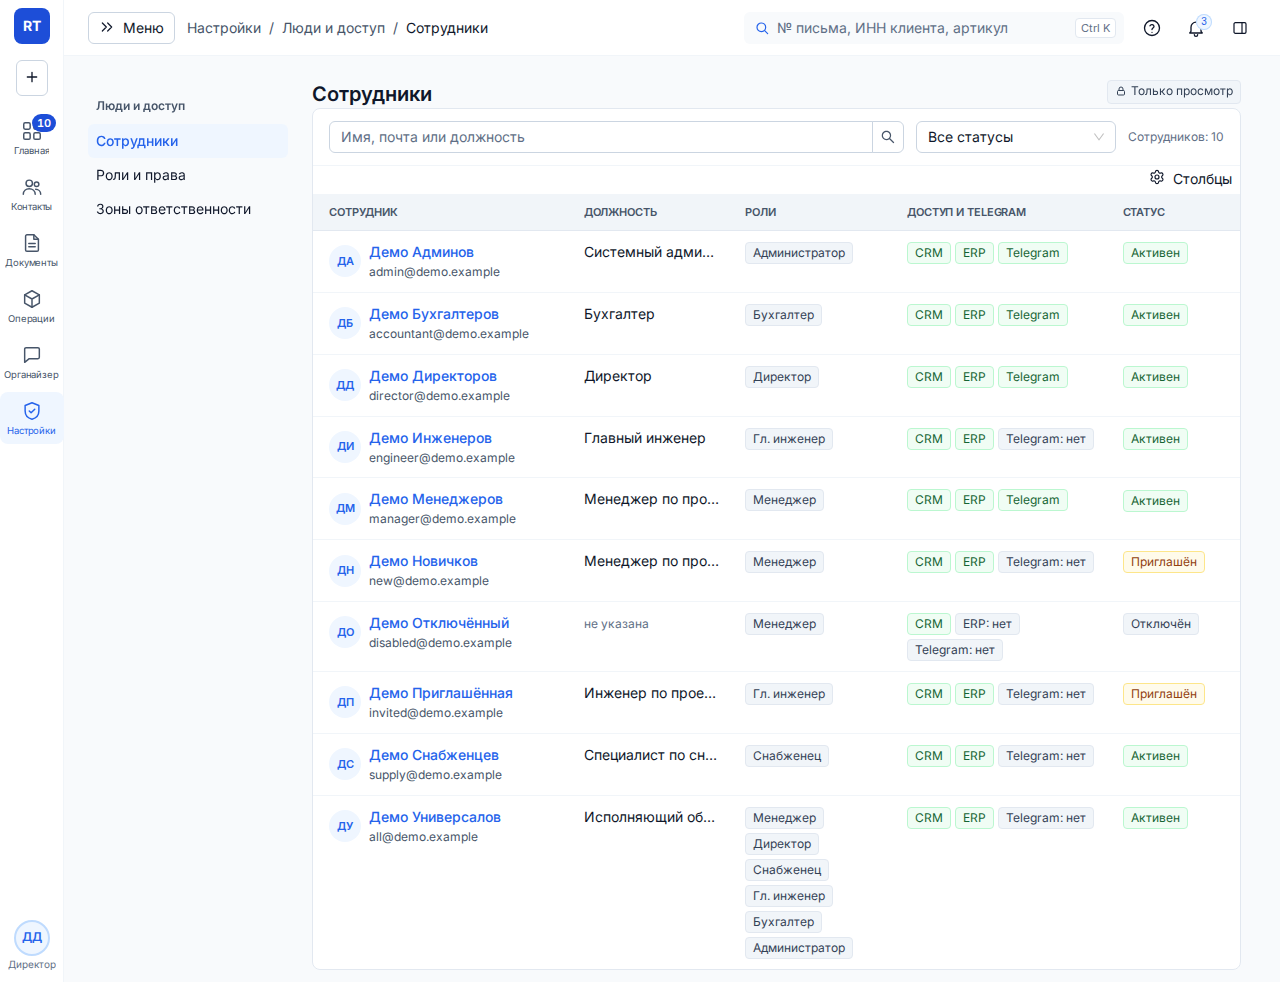 RT
Меню
Настройки / Люди и доступ / Сотрудники
№ письма, ИНН клиента, артикул
Ctrl K
3
10
Главная
Контакты
Документы
Операции
Органайзер
Настройки
ДД
Директор
Люди и доступ
Сотрудники
Роли и права
Зоны ответственности
Сотрудники
Только просмотр
Имя, почта или должность
Все статусы
Сотрудников: 10
Столбцы
СОТРУДНИК ДОЛЖНОСТЬ РОЛИ ДОСТУП И TELEGRAM СТАТУС
ДА Демо Админов Системный адми... Администратор CRM ERP Telegram Активен
admin@demo.example
ДБ Демо Бухгалтеров Бухгалтер Бухгалтер CRM ERP Telegram Активен
accountant@demo.example
ДД Демо Директоров Директор Директор CRM ERP Telegram Активен
director@demo.example
ДИ Демо Инженеров Главный инженер Гл. инженер CRM ERP Telegram: нет Активен
engineer@demo.example
ДМ Демо Менеджеров Менеджер по про... Менеджер CRM ERP Telegram Активен
manager@demo.example
ДН Демо Новичков Менеджер по про... Менеджер CRM ERP Telegram: нет Приглашён
new@demo.example
ДО Демо Отключённый не указана Менеджер CRM ERP: нет Отключён
disabled@demo.example Telegram: нет
ДП Демо Приглашённая Инженер по прое... Гл. инженер CRM ERP Telegram: нет Приглашён
invited@demo.example
ДС Демо Снабженцев Специалист по сн... Снабженец CRM ERP Telegram: нет Активен
supply@demo.example
ДУ Демо Универсалов Исполняющий об... Менеджер CRM ERP Telegram: нет Активен
all@demo.example Директор
Снабженец
Гл. инженер
Бухгалтер
Администратор